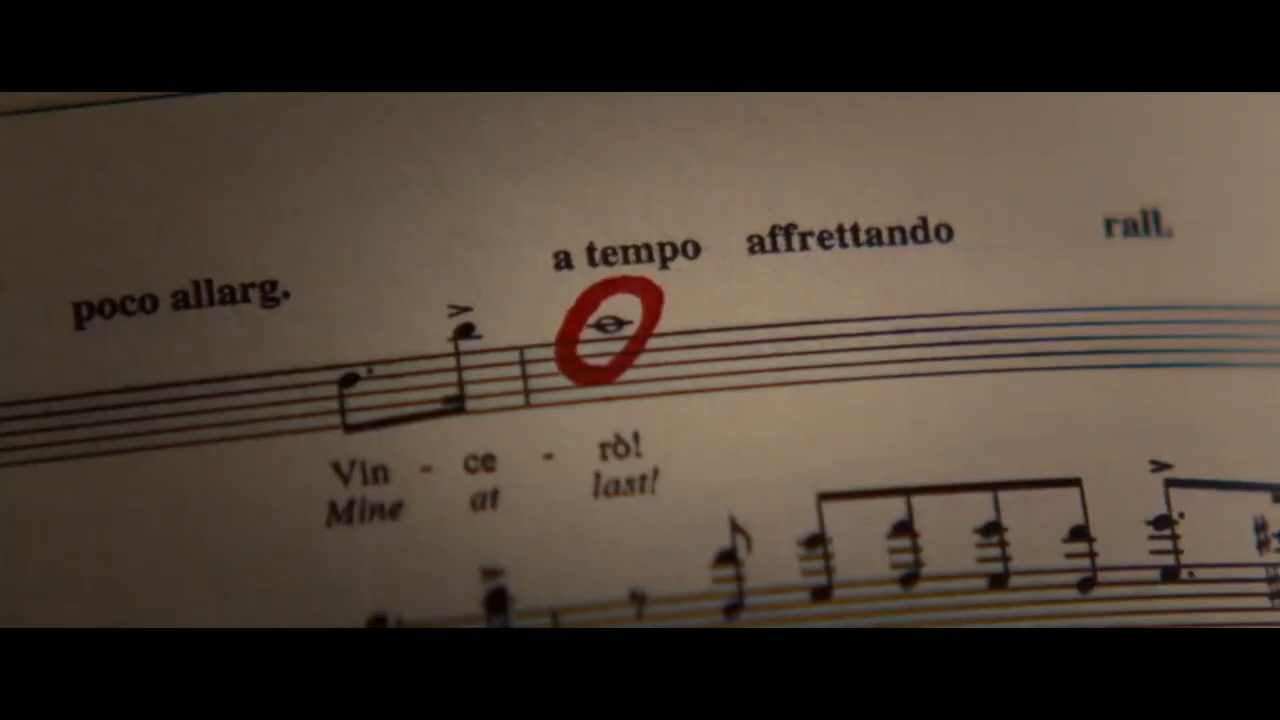 poco allarg. a tempo affrettando rall.
Vin - ce - rò!
Mine at last!